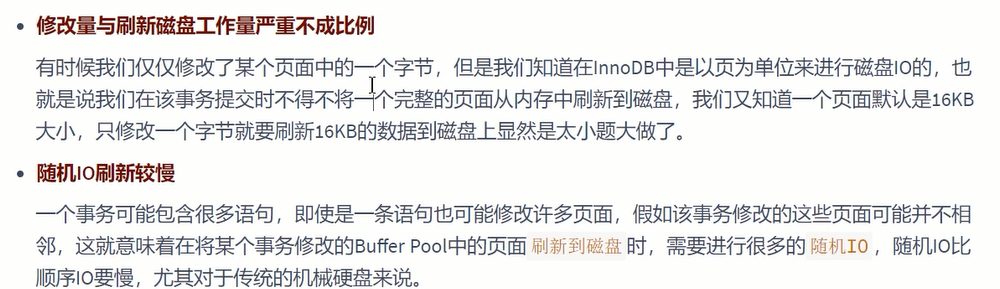 修改量与刷新磁盘工作量严重不成比例
有时候我们仅仅修改了某个页面中的一个字节，但是我们知道在InnoDB中是以页为单位来进行磁盘IO的，也
就是说我们在该事务提交时不得不将一个完整的页面从内存中刷新到磁盘，我们又知道一个页面默认是16KB
大小，只修改一个字节就要刷新16KB的数据到磁盘上显然是太小题大做了。
随机IO刷新较慢
一个事务可能包含很多语句，即使是一条语句也可能修改许多页面，假如该事务修改的这些页面可能并不相
邻，这就意味着在将某个事务修改的Buffer Pool中的页面 刷新到磁盘 时，需要进行很多的 随机IO ，随机IO比
顺序IO要慢，尤其对于传统的机械硬盘来说。